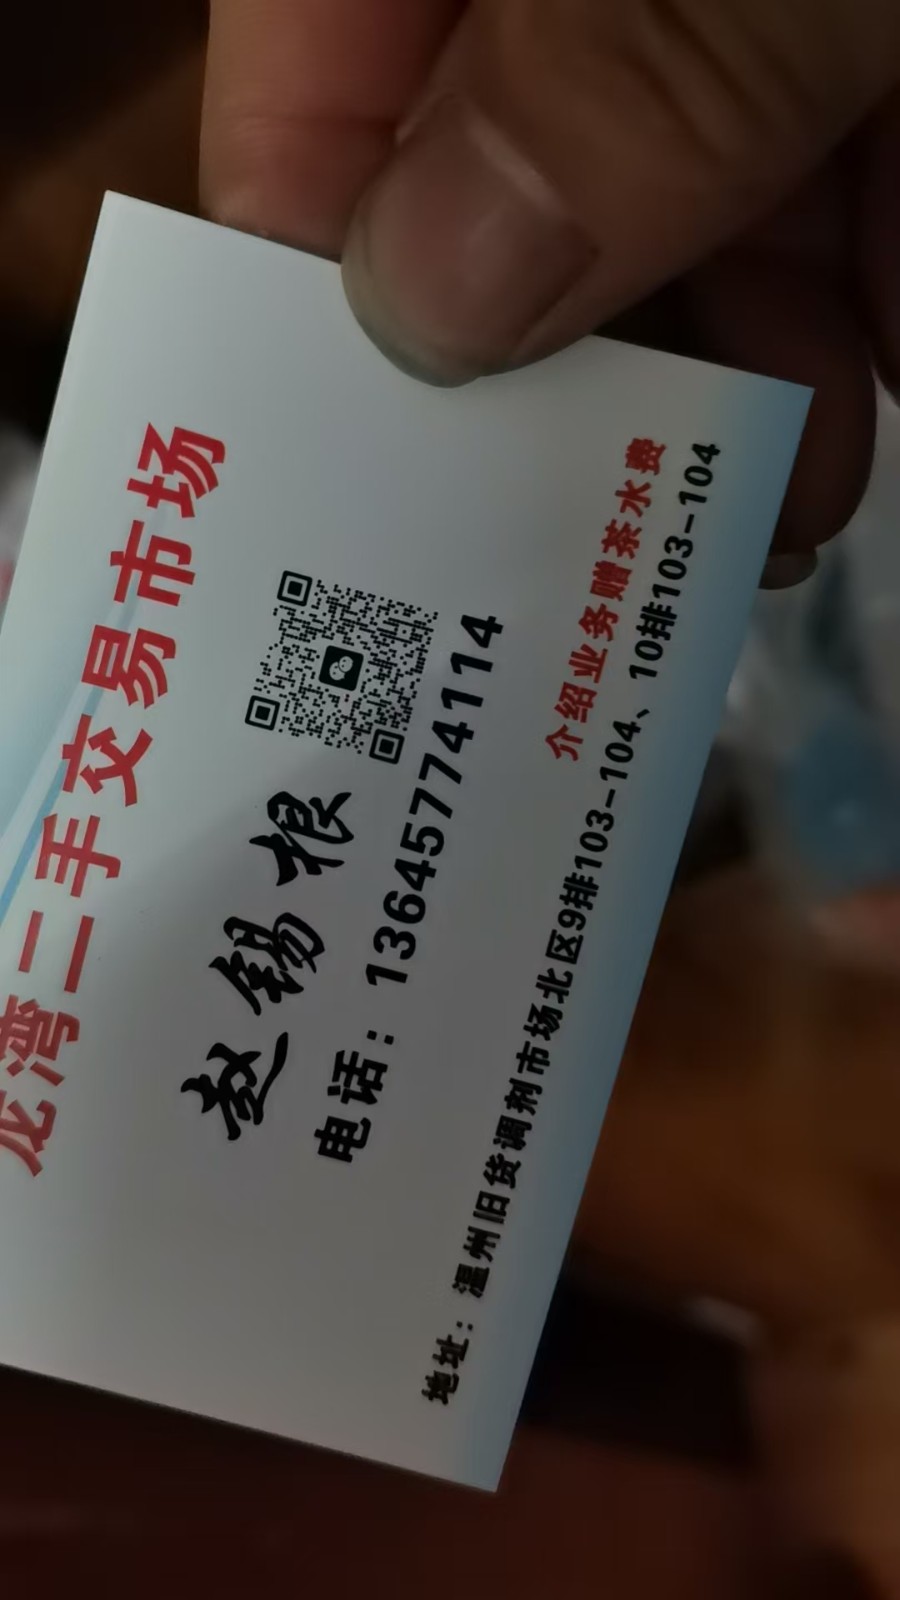 龙湾二手交易市场
赵锡根
电话：13645774114
介绍业务赠茶水费
地址：温州旧货调剂市场北区9排103-104、10排103-104